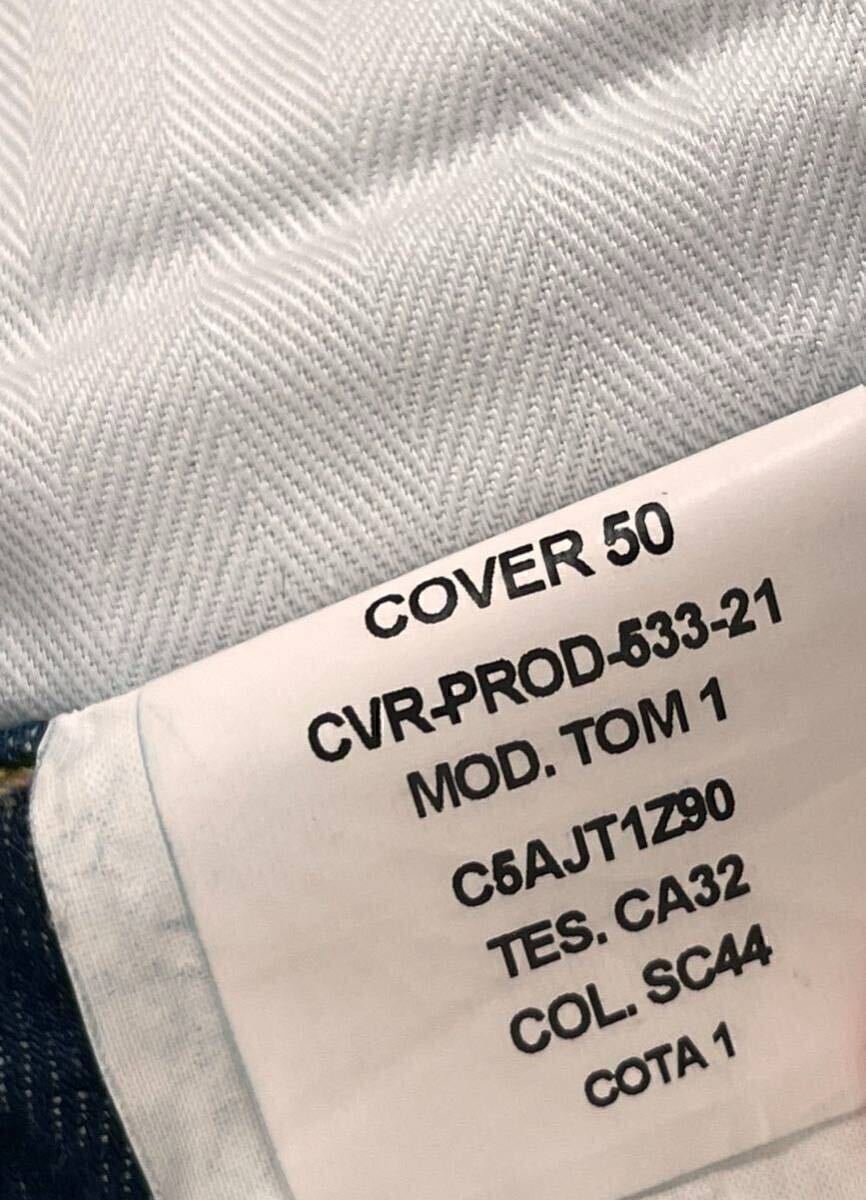 COVER 50
CVR-PROD-533-21
MOD. TOM 1
C5AJT1Z90
TES. CA32
COL. SC44
COTA 1